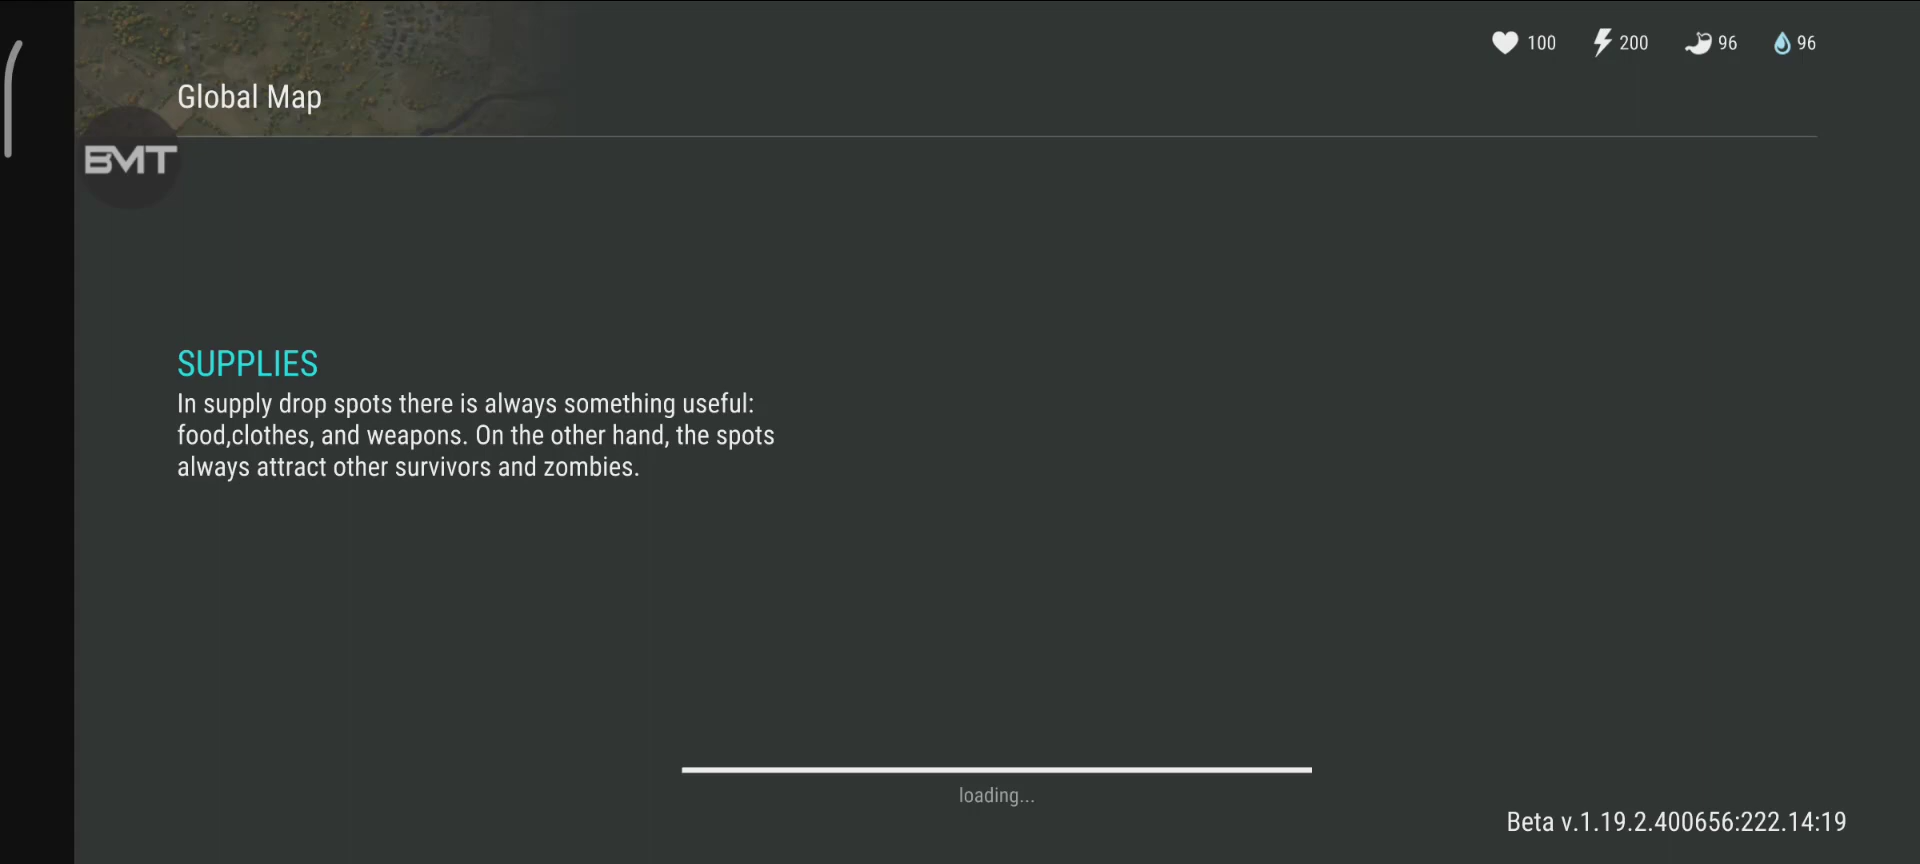 100 200 96 96
Global Map
BMT
SUPPLIES
In supply drop spots there is always something useful:
food,clothes, and weapons. On the other hand, the spots
always attract other survivors and zombies.
loading...
Beta v.1.19.2.400656:222.14:19